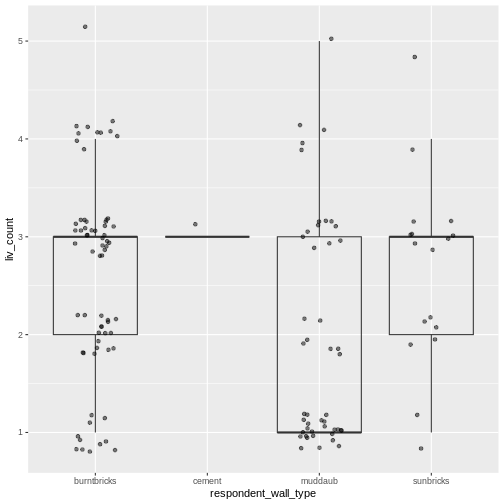 5
4
3
2
1
liv_count
burntbricks cement muddaub sunbricks
respondent_wall_type